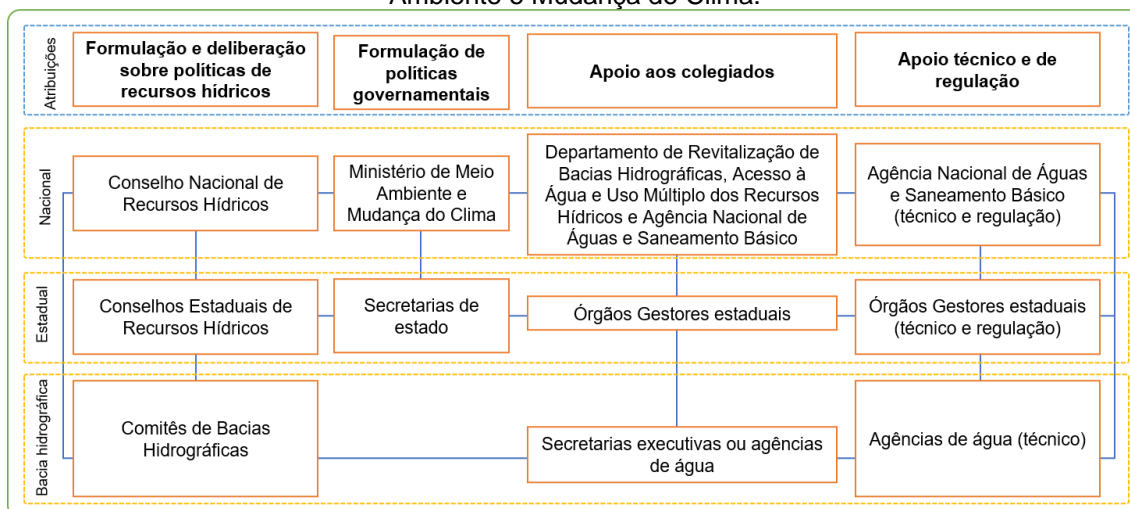 Ambiente e Mudança do Clima.
Atribuições
Formulação e deliberação
sobre políticas de
recursos hídricos
Formulação de
políticas
governamentais
Apoio aos colegiados
Apoio técnico e de
regulação
Nacional
Conselho Nacional de
Recursos Hídricos
Ministério de Meio
Ambiente e
Mudança do Clima
Departamento de Revitalização de
Bacias Hidrográficas, Acesso à
Água e Uso Múltiplo dos Recursos
Hídricos e Agência Nacional de
Águas e Saneamento Básico
Agência Nacional de Águas
e Saneamento Básico
(técnico e regulação)
Estadual
Conselhos Estaduais de
Recursos Hídricos
Secretarias de
estado
Órgãos Gestores estaduais
Órgãos Gestores estaduais
(técnico e regulação)
Bacia hidrográfica
Comitês de Bacias
Hidrográficas
Secretarias executivas ou agências
de água
Agências de água (técnico)